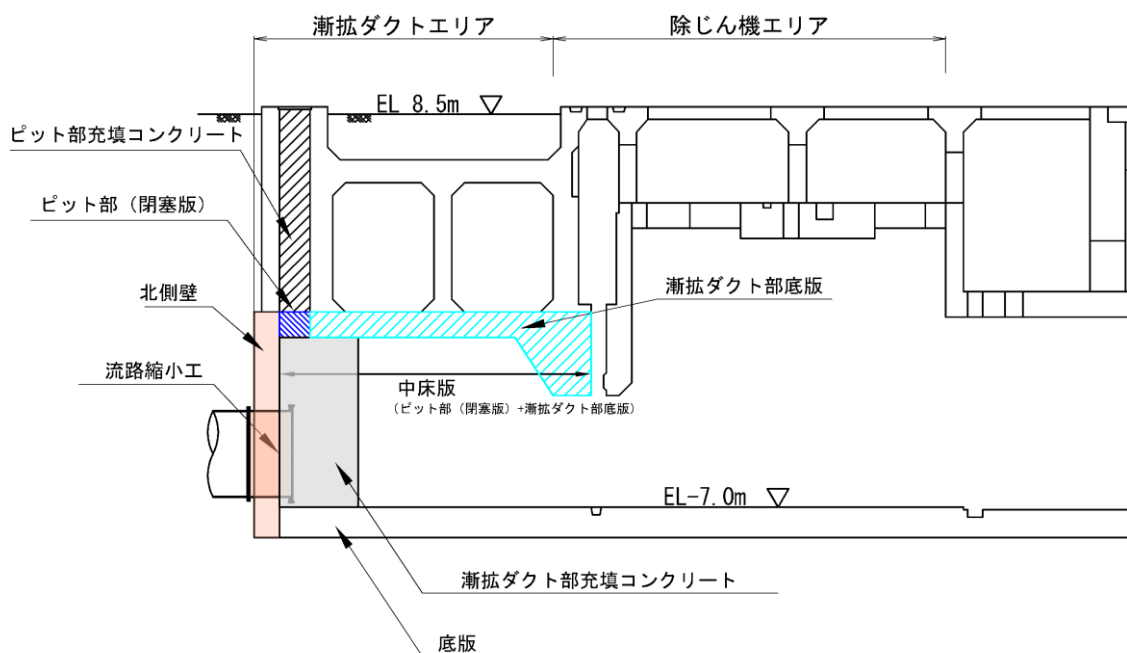 漸拡ダクトエリア
除じん機エリア
EL 8.5m
ピット部充填コンクリート
ピット部（閉塞版）
漸拡ダクト部底版
北側壁
流路縮小工
中床版
（ピット部（閉塞版）+漸拡ダクト部底版）
EL-7.0m
漸拡ダクト部充填コンクリート
底版